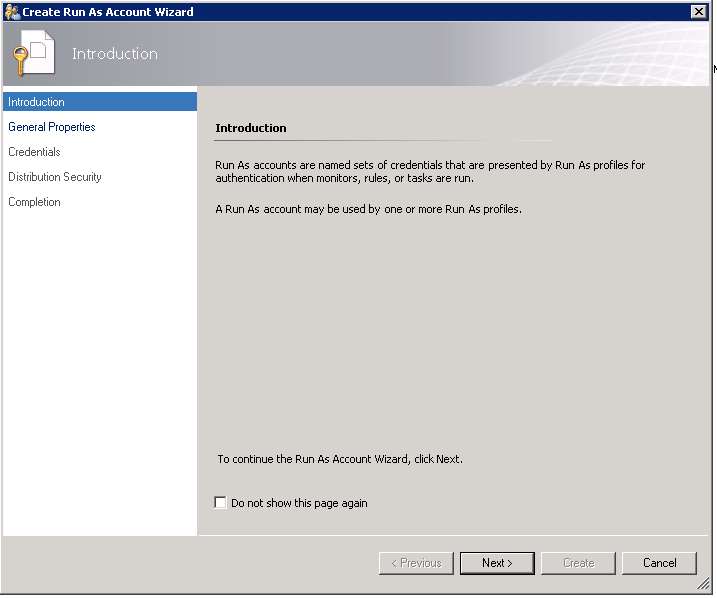 Create Run As Account Wizard
Introduction
Introduction
General Properties
Credentials
Distribution Security
Completion
Introduction
Run As accounts are named sets of credentials that are presented by Run As profiles for
authentication when monitors, rules, or tasks are run.
A Run As account may be used by one or more Run As profiles.
To continue the Run As Account Wizard, click Next.
Do not show this page again
< Previous
Next >
Create
Cancel